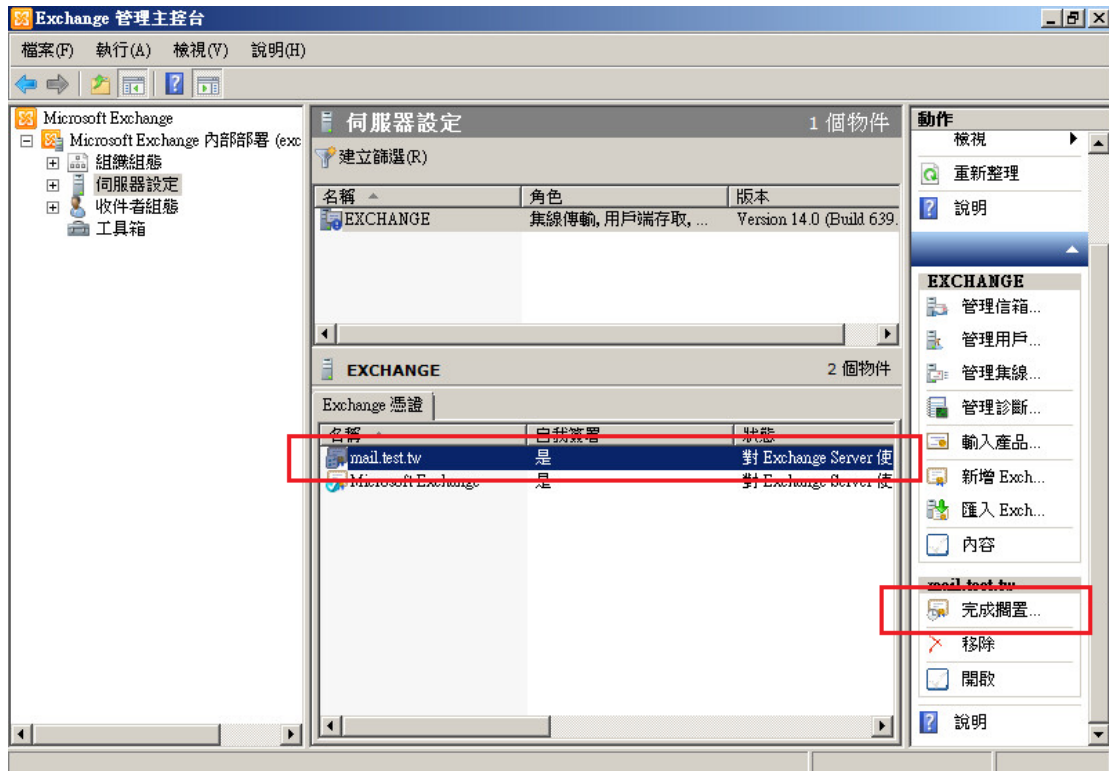 Exchange 管理主控台
檔案(F) 執行(A) 檢視(V) 說明(H)
Microsoft Exchange
Microsoft Exchange 內部部署 (exc
組織組態
伺服器設定
收件者組態
工具箱
伺服器設定 1 個物件
建立篩選(R)
名稱 角色 版本
EXCHANGE 集線傳輸, 用戶端存取, ... Version 14.0 (Build 639.
EXCHANGE 2 個物件
Exchange 憑證
名稱 自我簽署 狀態
mail.test.tw 是 對 Exchange Server 使
Microsoft Exchange 是 對 Exchange Server 使
動作
檢視
重新整理
說明
EXCHANGE
管理信箱...
管理用戶...
管理集線...
管理診斷...
輸入產品...
新增 Exch...
匯入 Exch...
內容
mail.test.tw
完成擱置...
移除
開啟
說明